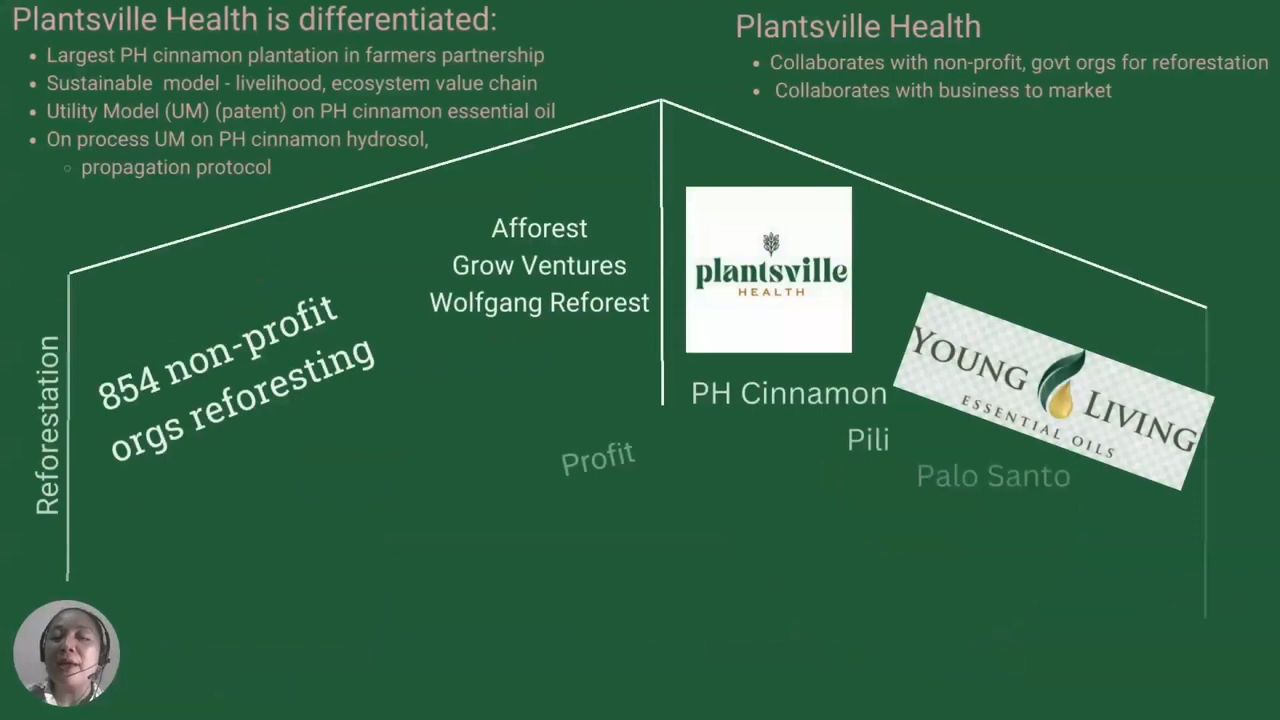 Plantsville Health is differentiated:
Largest PH cinnamon plantation in farmers partnership
Sustainable model - livelihood, ecosystem value chain
Utility Model (UM) (patent) on PH cinnamon essential oil
On process UM on PH cinnamon hydrosol,
propagation protocol
Plantsville Health
Collaborates with non-profit, govt orgs for reforestation
Collaborates with business to market
Reforestation
854 non-profit
orgs reforesting
Afforest
Grow Ventures
Wolfgang Reforest
Profit
plantsville
HEALTH
PH Cinnamon
Pili
Palo Santo
YOUNG LIVING
ESSENTIAL OILS